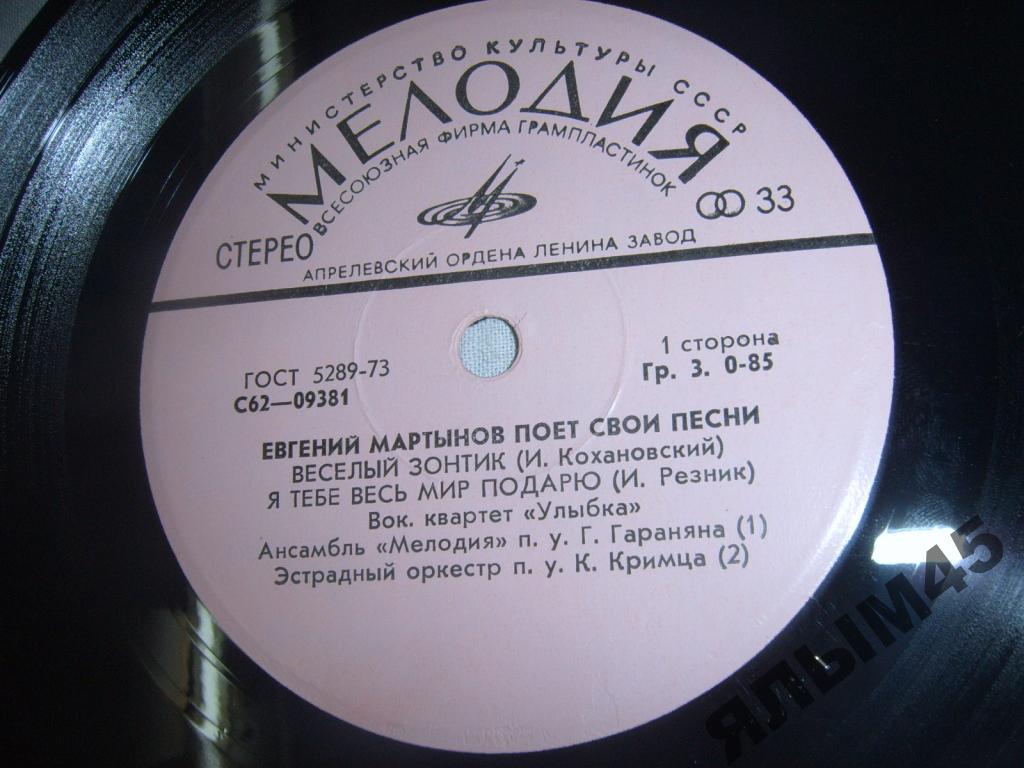 МИНИСТЕРСТВО КУЛЬТУРЫ СССР
МЕЛОДИЯ
ВСЕСОЮЗНАЯ ФИРМА ГРАМПЛАСТИНОК
СТЕРЕО
33
АПРЕЛЕВСКИЙ ОРДЕНА ЛЕНИНА ЗАВОД
ГОСТ 5289-73
1 сторона
С62—09381
Гр. 3. 0-85
ЕВГЕНИЙ МАРТЫНОВ ПОЕТ СВОИ ПЕСНИ
ВЕСЕЛЫЙ ЗОНТИК (И. Кохановский)
Я ТЕБЕ ВЕСЬ МИР ПОДАРЮ (И. Резник)
Вок. квартет «Улыбка»
Ансамбль «Мелодия» п. у. Г. Гараняна (1)
Эстрадный оркестр п. у. К. Кримца (2)
ЯЛЫМ45